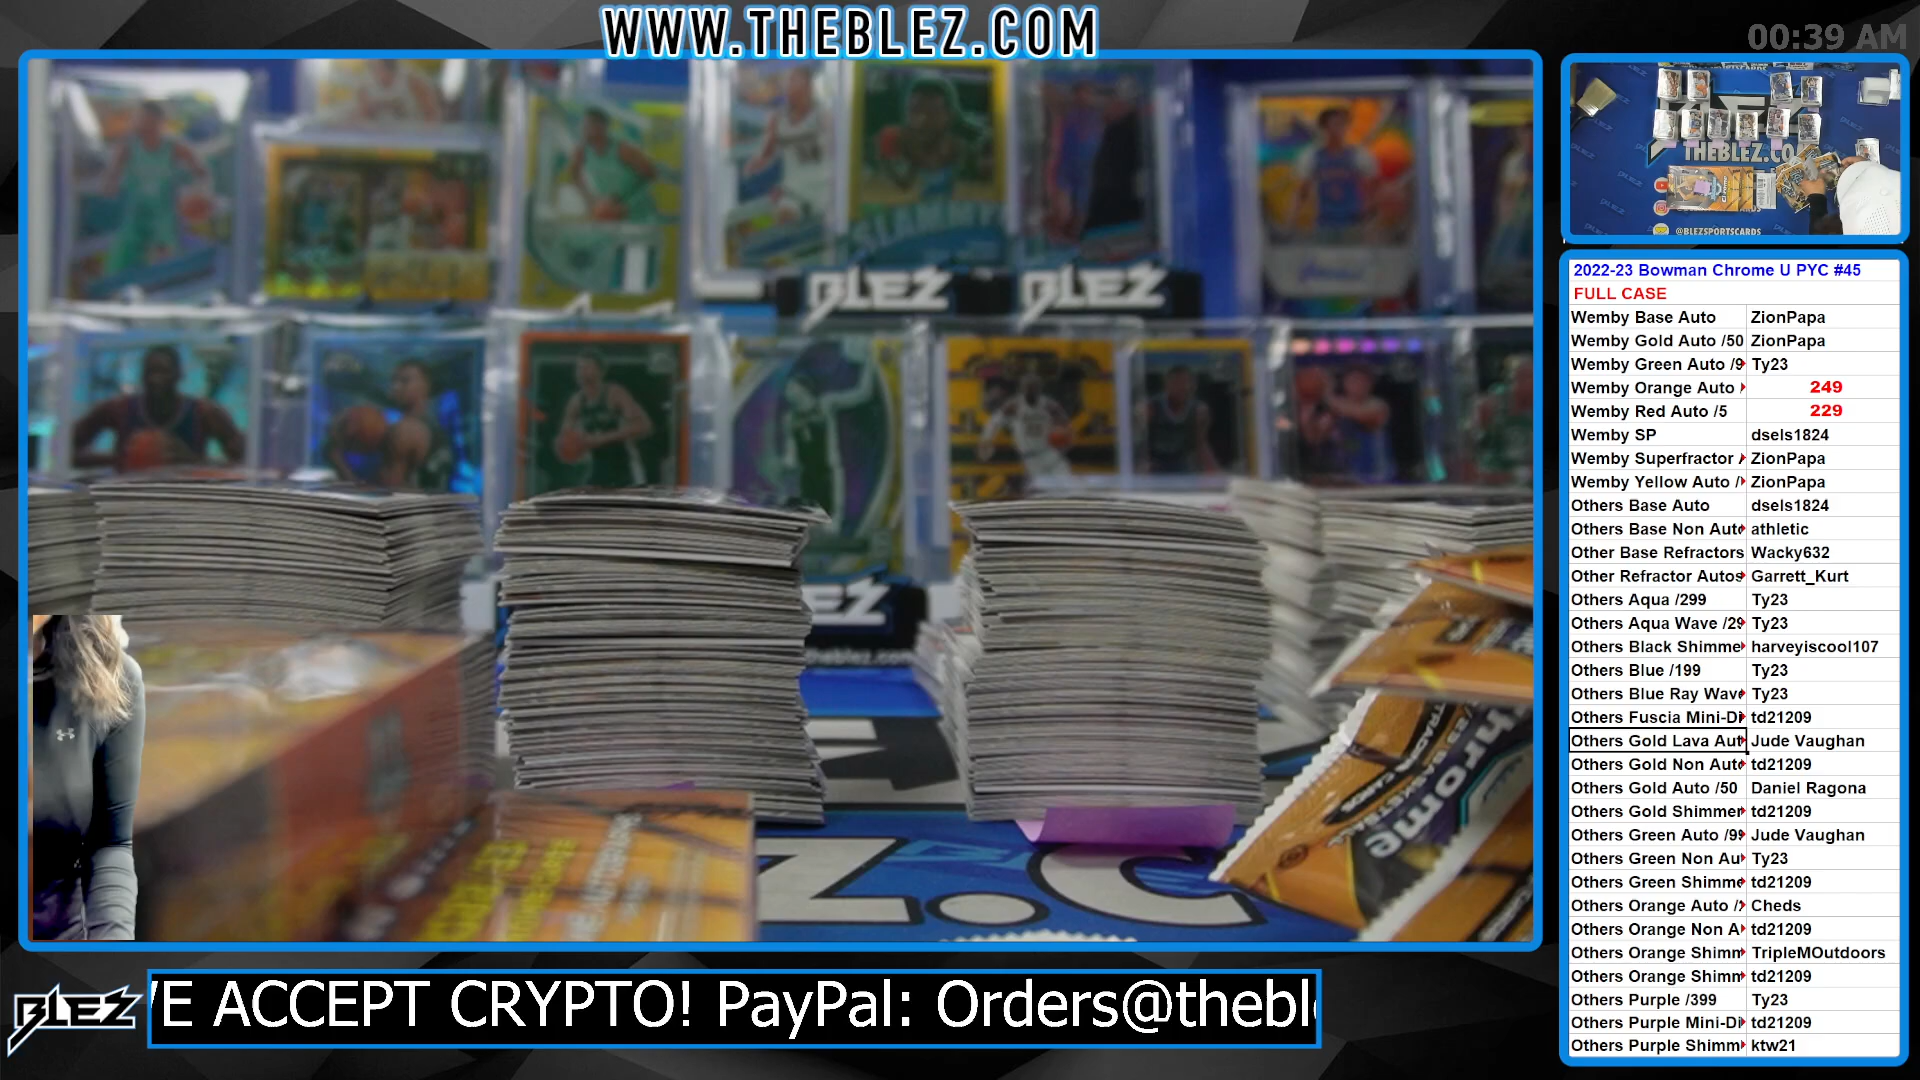 WWW.THEBLEZ.COM
00:39 AM
THEBLEZ.CO
@BLEZSPORTSCARDS
BLEZ
BLEZ
2022-23 Bowman Chrome U PYC #45
FULL CASE
Wemby Base Auto ZionPapa
Wemby Gold Auto /50 ZionPapa
Wemby Green Auto /9 Ty23
Wemby Orange Auto 249
Wemby Red Auto /5 229
Wemby SP dsels1824
Wemby Superfractor ZionPapa
Wemby Yellow Auto / ZionPapa
Others Base Auto dsels1824
Others Base Non Auto athletic
Other Base Refractors Wacky632
Other Refractor Autos Garrett_Kurt
Others Aqua /299 Ty23
Others Aqua Wave /29 Ty23
Others Black Shimme harveyiscool107
Others Blue /199 Ty23
Others Blue Ray Wave Ty23
Others Fuscia Mini-Di td21209
Others Gold Lava Aut Jude Vaughan
Others Gold Non Auto td21209
Others Gold Auto /50 Daniel Ragona
Others Gold Shimmer td21209
Others Green Auto /99 Jude Vaughan
Others Green Non Au Ty23
Others Green Shimme td21209
Others Orange Auto / Cheds
Others Orange Non A td21209
Others Orange Shimm TripleMOutdoors
Others Orange Shimm td21209
Others Purple /399 Ty23
Others Purple Mini-Di td21209
Others Purple Shimm ktw21
hrome
Z.C
BLEZ
E ACCEPT CRYPTO! PayPal: Orders@thebl